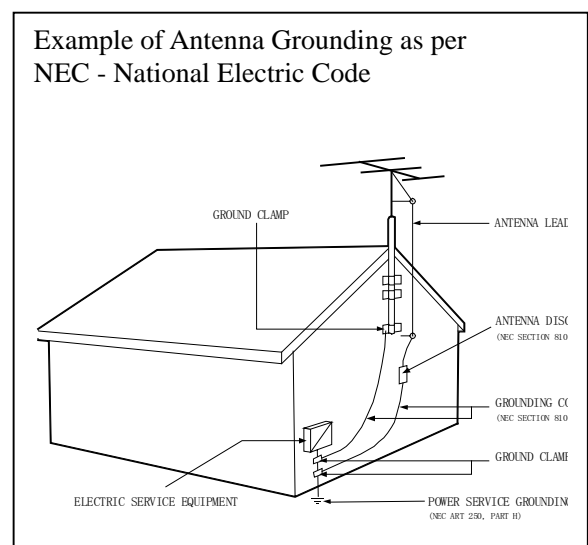 Example of Antenna Grounding as per
NEC - National Electric Code
GROUND CLAMP
ANTENNA LEAD
ANTENNA DISC
(NEC SECTION 810
GROUNDING CO
(NEC SECTION 810
GROUND CLAMP
ELECTRIC SERVICE EQUIPMENT
POWER SERVICE GROUNDING
(NEC ART 250, PART H)